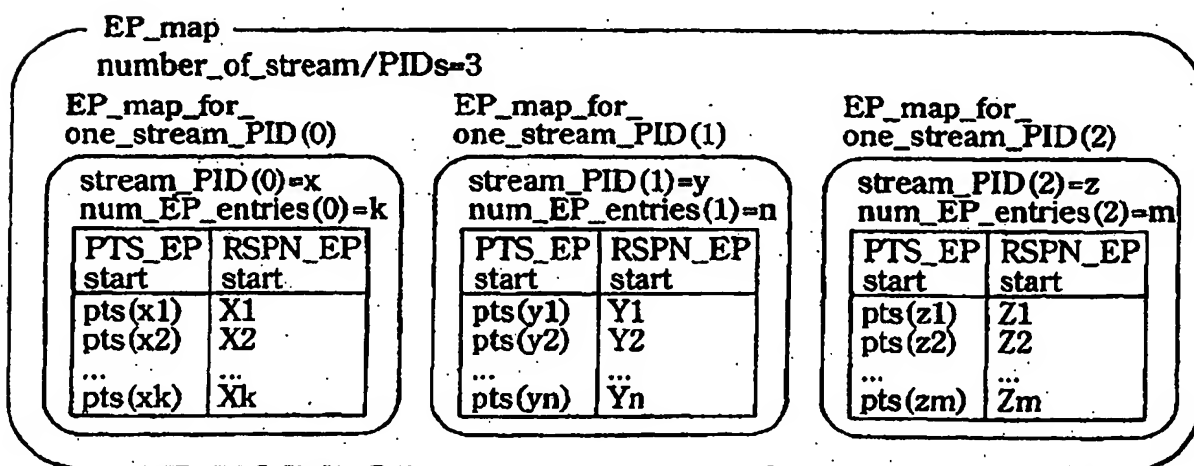 EP_map
number_of_stream/PIDs=3
EP_map_for_
one_stream_PID(0)
stream_PID(0)=x
num_EP_entries(0)=k
PTS_EP RSPN_EP
start start
pts(x1) X1
pts(x2) X2
... ...
pts(xk) Xk
EP_map_for_
one_stream_PID(1)
stream_PID(1)=y
num_EP_entries(1)=n
PTS_EP RSPN_EP
start start
pts(y1) Y1
pts(y2) Y2
... ...
pts(yn) Yn
EP_map_for_
one_stream_PID(2)
stream_PID(2)=z
num_EP_entries(2)=m
PTS_EP RSPN_EP
start start
pts(z1) Z1
pts(z2) Z2
... ...
pts(zm) Zm